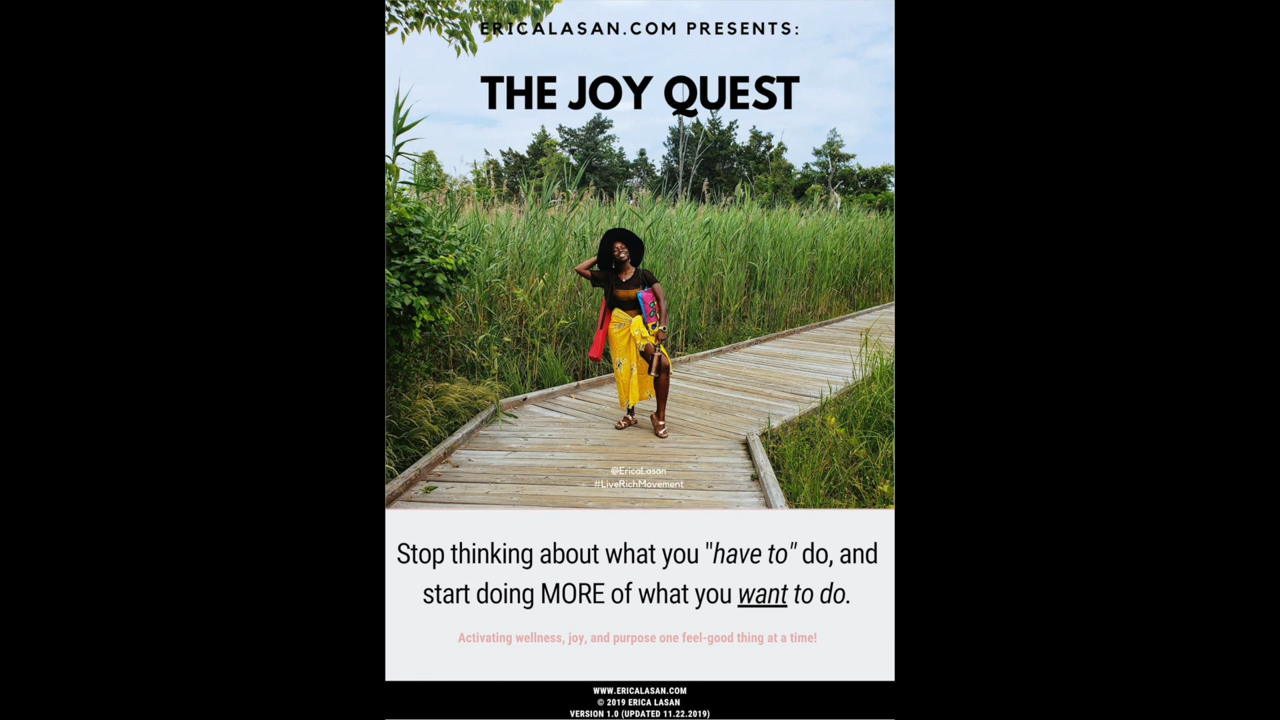 ERICALASAN.COM PRESENTS:
THE JOY QUEST
@EricaLasan
#LiveRichMovement
Stop thinking about what you "have to" do, and
start doing MORE of what you want to do.
Activating wellness, joy, and purpose one feel-good thing at a time!
WWW.ERICALASAN.COM
© 2019 ERICA LASAN
VERSION 1.0 (UPDATED 11.22.2019)